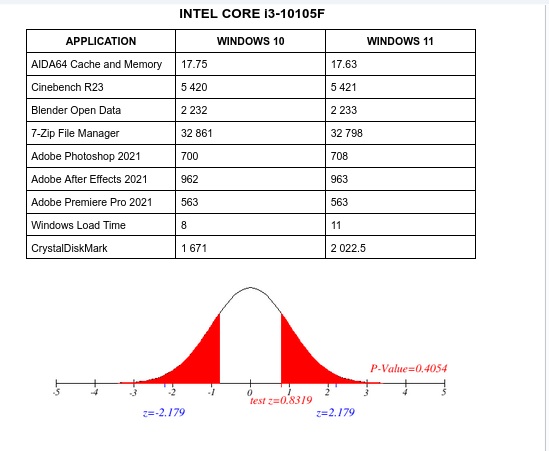 INTEL CORE i3-10105F
APPLICATION WINDOWS 10 WINDOWS 11
AIDA64 Cache and Memory 17.75 17.63
Cinebench R23 5 420 5 421
Blender Open Data 2 232 2 233
7-Zip File Manager 32 861 32 798
Adobe Photoshop 2021 700 708
Adobe After Effects 2021 962 963
Adobe Premiere Pro 2021 563 563
Windows Load Time 8 11
CrystalDiskMark 1 671 2 022.5
P-Value=0.4054
-5 -4 -3 -2 -1 0 1 2 3 4 5
test z=0.8319
z=-2.179 z=2.179